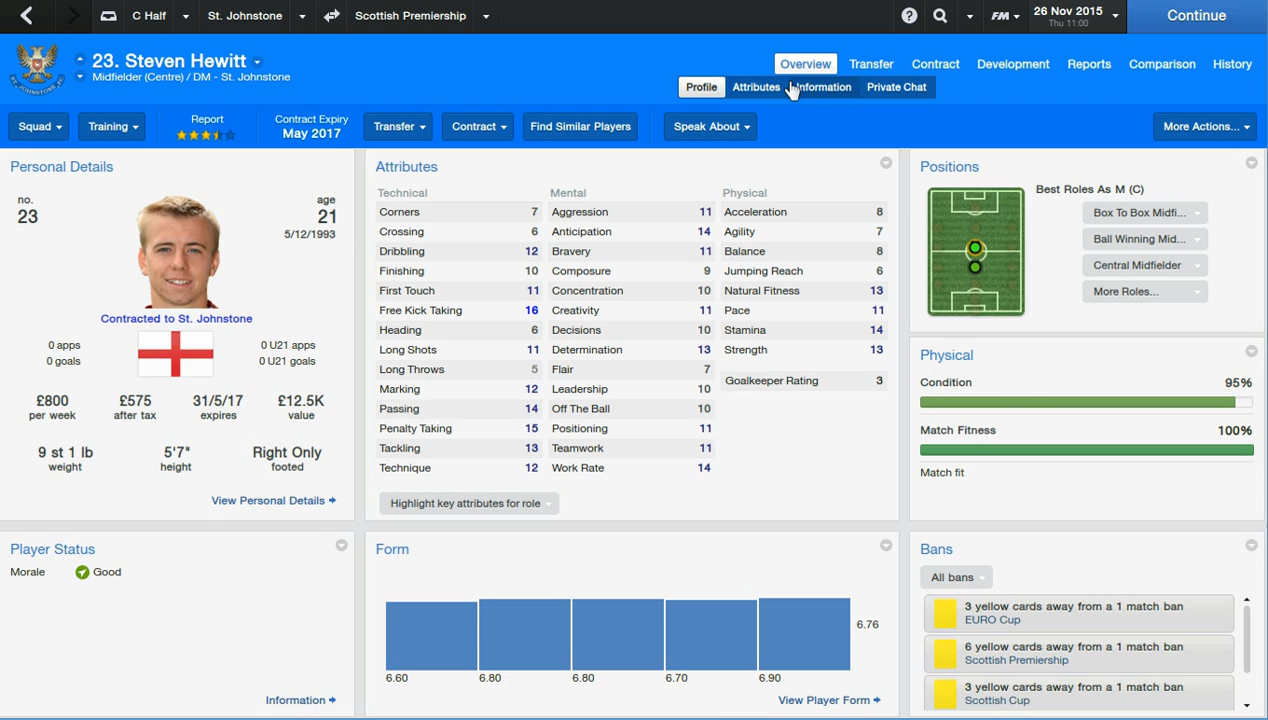 C Half
St. Johnstone
Scottish Premiership
FM
26 Nov 2015
Thu 11:00
Continue
23. Steven Hewitt
Midfielder (Centre) / DM - St. Johnstone
Overview
Transfer
Contract
Development
Reports
Comparison
History
Profile
Attributes
Information
Private Chat
Squad
Training
Report
Contract Expiry
May 2017
Transfer
Contract
Find Similar Players
Speak About
More Actions...
Personal Details
no.
23
age
21
5/12/1993
Contracted to St. Johnstone
0 apps
0 goals
0 U21 apps
0 U21 goals
£800
per week
£575
after tax
31/5/17
expires
£12.5K
value
9 st 1 lb
weight
5'7"
height
Right Only
footed
View Personal Details
Attributes
Technical Mental Physical
Corners 7 Aggression 11 Acceleration 8
Crossing 6 Anticipation 14 Agility 7
Dribbling 12 Bravery 11 Balance 8
Finishing 10 Composure 9 Jumping Reach 6
First Touch 11 Concentration 10 Natural Fitness 13
Free Kick Taking 16 Creativity 11 Pace 11
Heading 6 Decisions 10 Stamina 14
Long Shots 11 Determination 13 Strength 13
Long Throws 5 Flair 7
Marking 12 Leadership 10 Goalkeeper Rating 3
Passing 14 Off The Ball 10
Penalty Taking 15 Positioning 11
Tackling 13 Teamwork 11
Technique 12 Work Rate 14
Highlight key attributes for role
Positions
Best Roles As M (C)
Box To Box Midfi...
Ball Winning Mid...
Central Midfielder
More Roles...
Physical
Condition 95%
Match Fitness 100%
Match fit
Player Status
Morale Good
Information
Form
6.76
6.60 6.80 6.80 6.70 6.90
View Player Form
Bans
All bans
3 yellow cards away from a 1 match ban
EURO Cup
6 yellow cards away from a 1 match ban
Scottish Premiership
3 yellow cards away from a 1 match ban
Scottish Cup